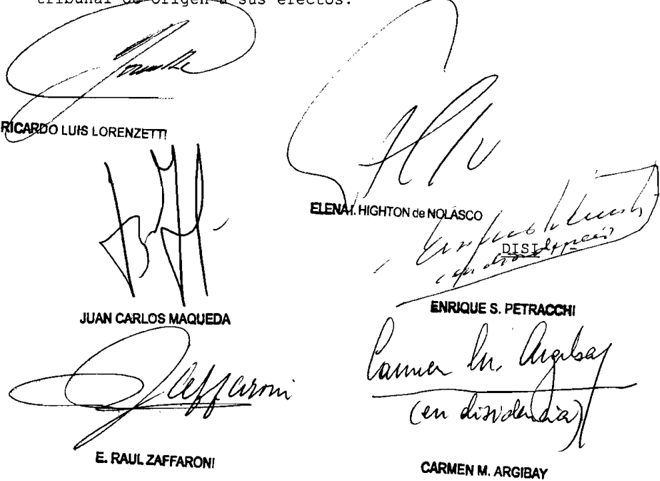 tribunal de origen a sus efectos.
RICARDO LUIS LORENZETTI
ELENA I. HIGHTON de NOLASCO
DISI
(en disidencia)
JUAN CARLOS MAQUEDA
ENRIQUE S. PETRACCHI
Zaffaroni
Carmen M. Argibay
(en disidencia)
E. RAUL ZAFFARONI
CARMEN M. ARGIBAY